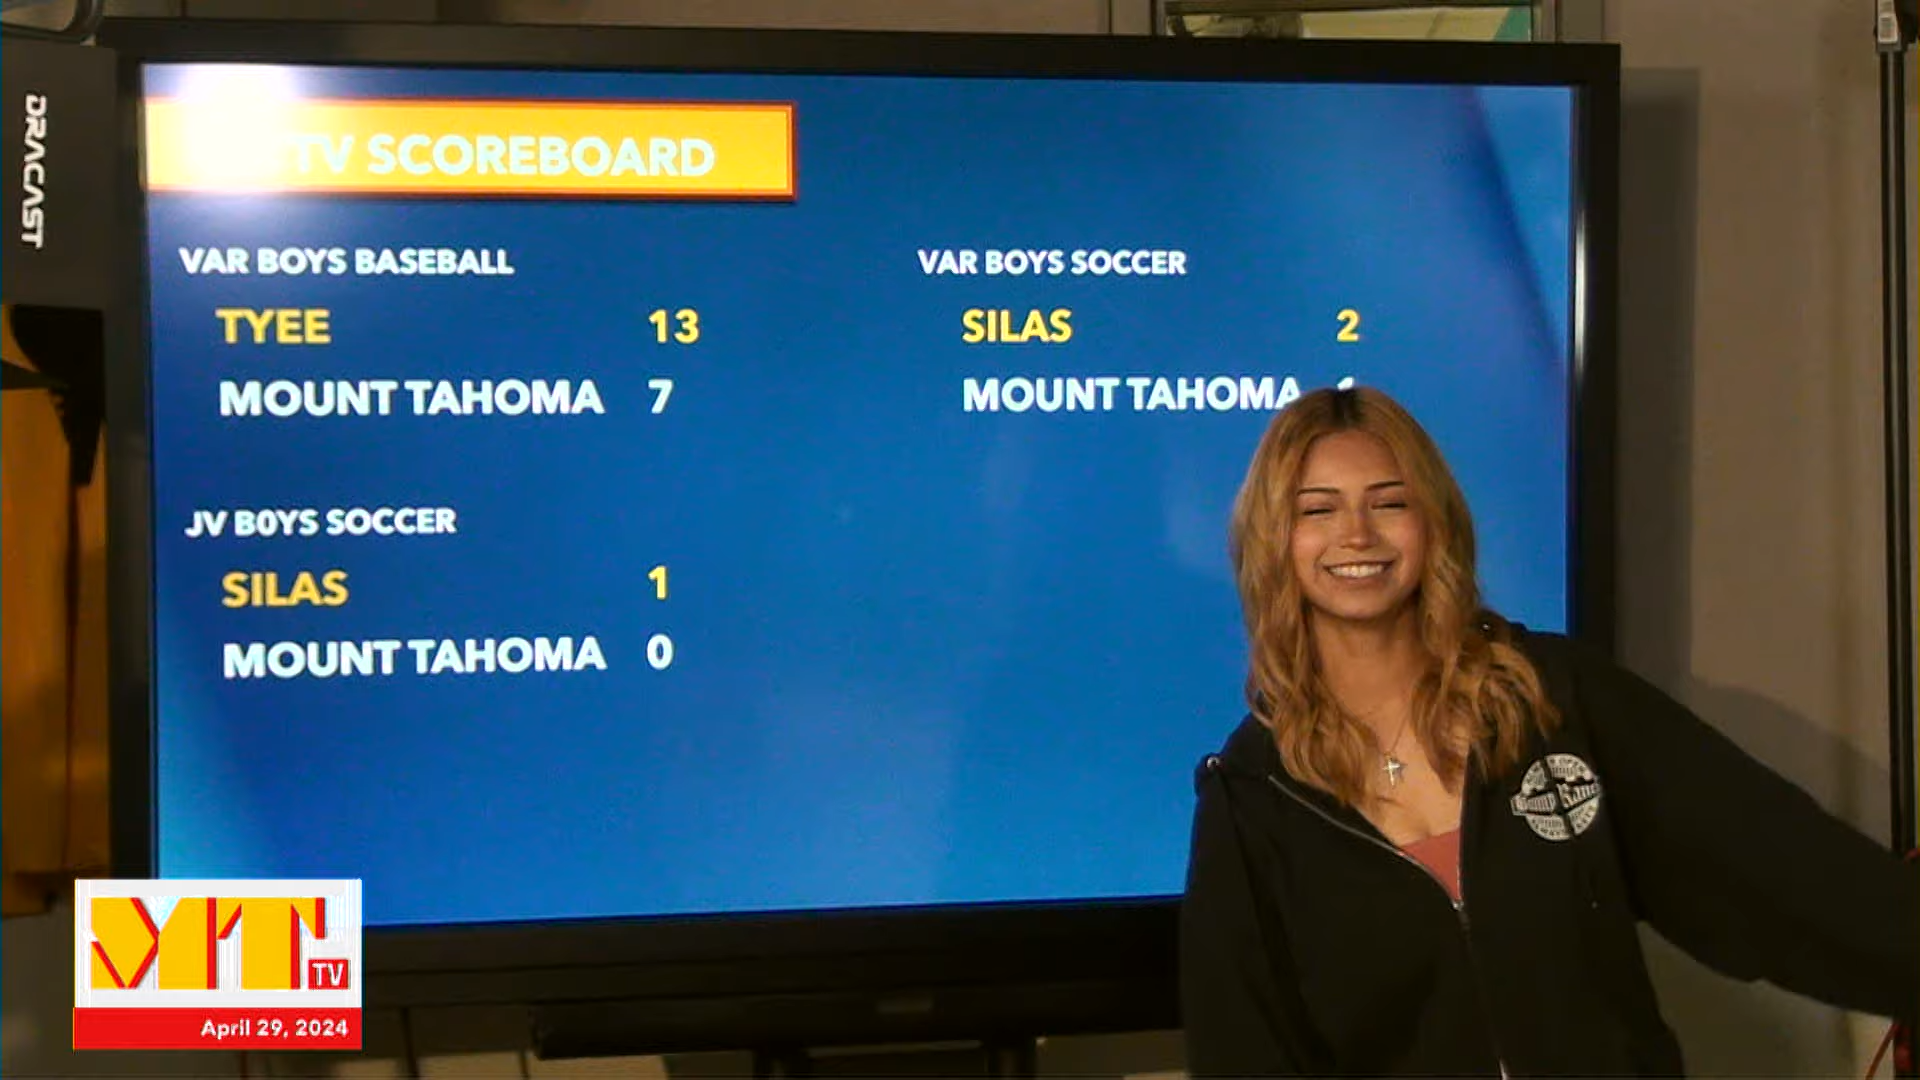 DRACAST
TV SCOREBOARD
VAR BOYS BASEBALL
TYEE 13
MOUNT TAHOMA 7
VAR BOYS SOCCER
SILAS 2
MOUNT TAHOMA
JV B0YS SOCCER
SILAS 1
MOUNT TAHOMA 0
TV
April 29, 2024